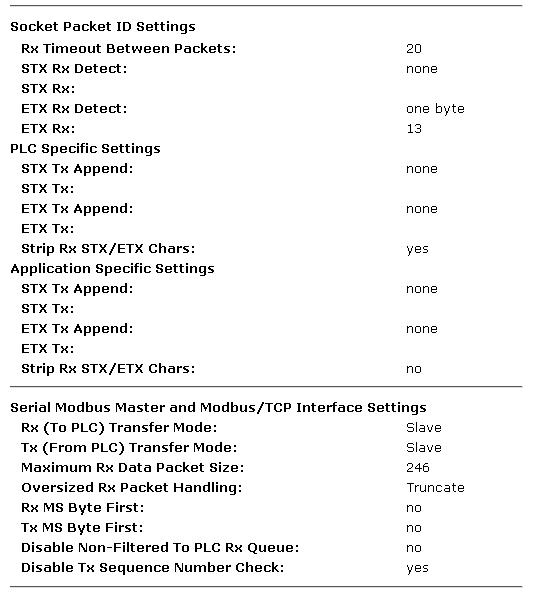 Socket Packet ID Settings
Rx Timeout Between Packets: 20
STX Rx Detect: none
STX Rx:
ETX Rx Detect: one byte
ETX Rx: 13
PLC Specific Settings
STX Tx Append: none
STX Tx:
ETX Tx Append: none
ETX Tx:
Strip Rx STX/ETX Chars: yes
Application Specific Settings
STX Tx Append: none
STX Tx:
ETX Tx Append: none
ETX Tx:
Strip Rx STX/ETX Chars: no
Serial Modbus Master and Modbus/TCP Interface Settings
Rx (To PLC) Transfer Mode: Slave
Tx (From PLC) Transfer Mode: Slave
Maximum Rx Data Packet Size: 246
Oversized Rx Packet Handling: Truncate
Rx MS Byte First: no
Tx MS Byte First: no
Disable Non-Filtered To PLC Rx Queue: no
Disable Tx Sequence Number Check: yes